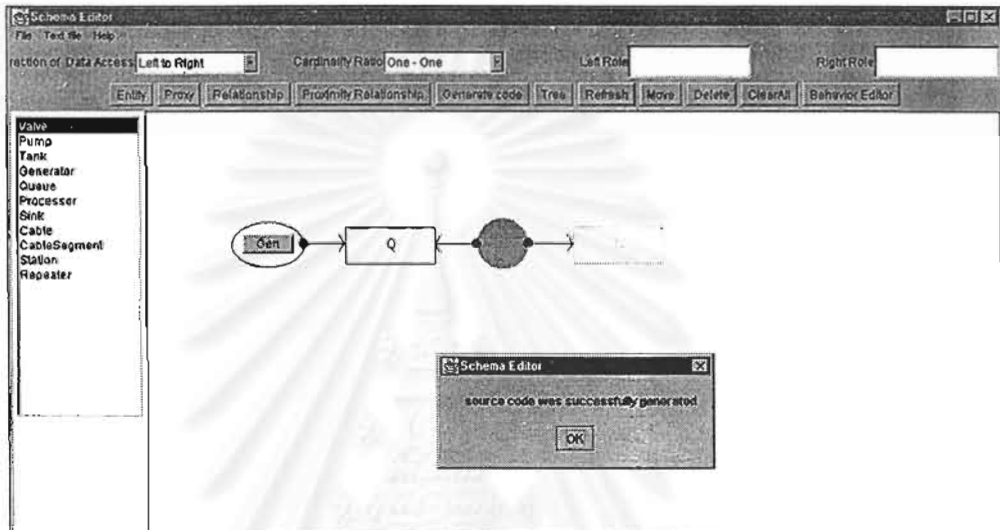 Schema Editor
File Text file Help
rection of Data Access Left to Right Cardinality Ratio One - One Left Role Right Role
Entity Proxy Relationship Proximity Relationship Generate code Tree Refresh Move Delete ClearAll Behavior Editor
Valve
Pump
Tank
Generator
Queue
Processor
Sink
Cable
CableSegment
Station
Repeater
Gen Q
Schema Editor
source code was successfully generated
OK